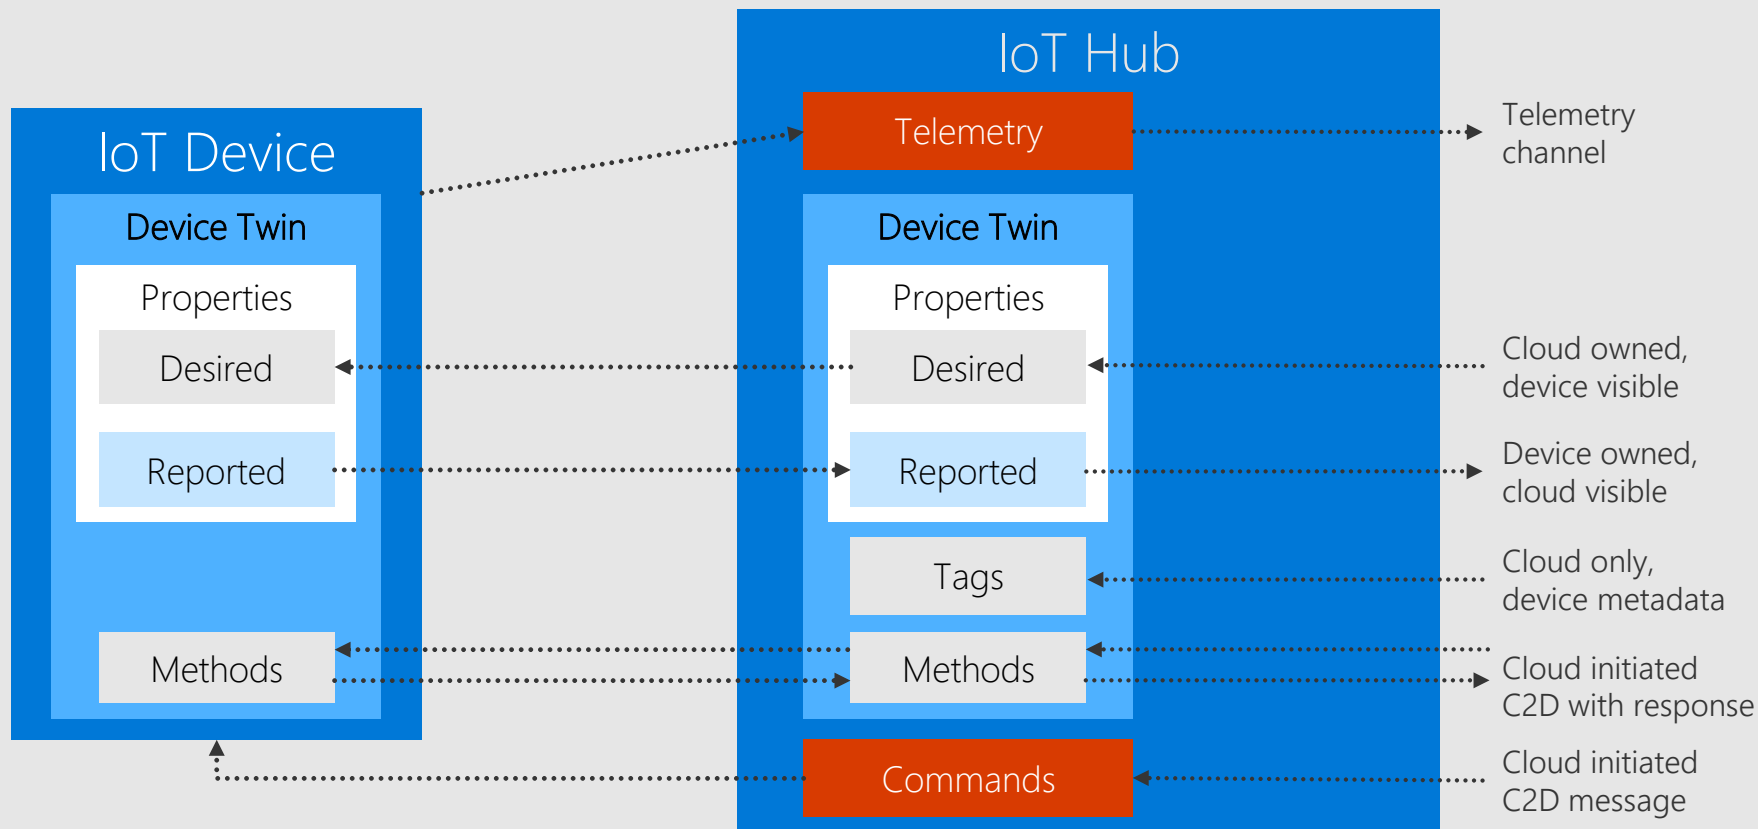 IoT Hub
Telemetry
Telemetry
channel
IoT Device
Device Twin
Device Twin
Properties
Properties
Desired
Desired
Cloud owned,
device visible
Reported
Reported
Device owned,
cloud visible
Tags
Cloud only,
device metadata
Methods
Methods
Cloud initiated
C2D with response
Commands
Cloud initiated
C2D message